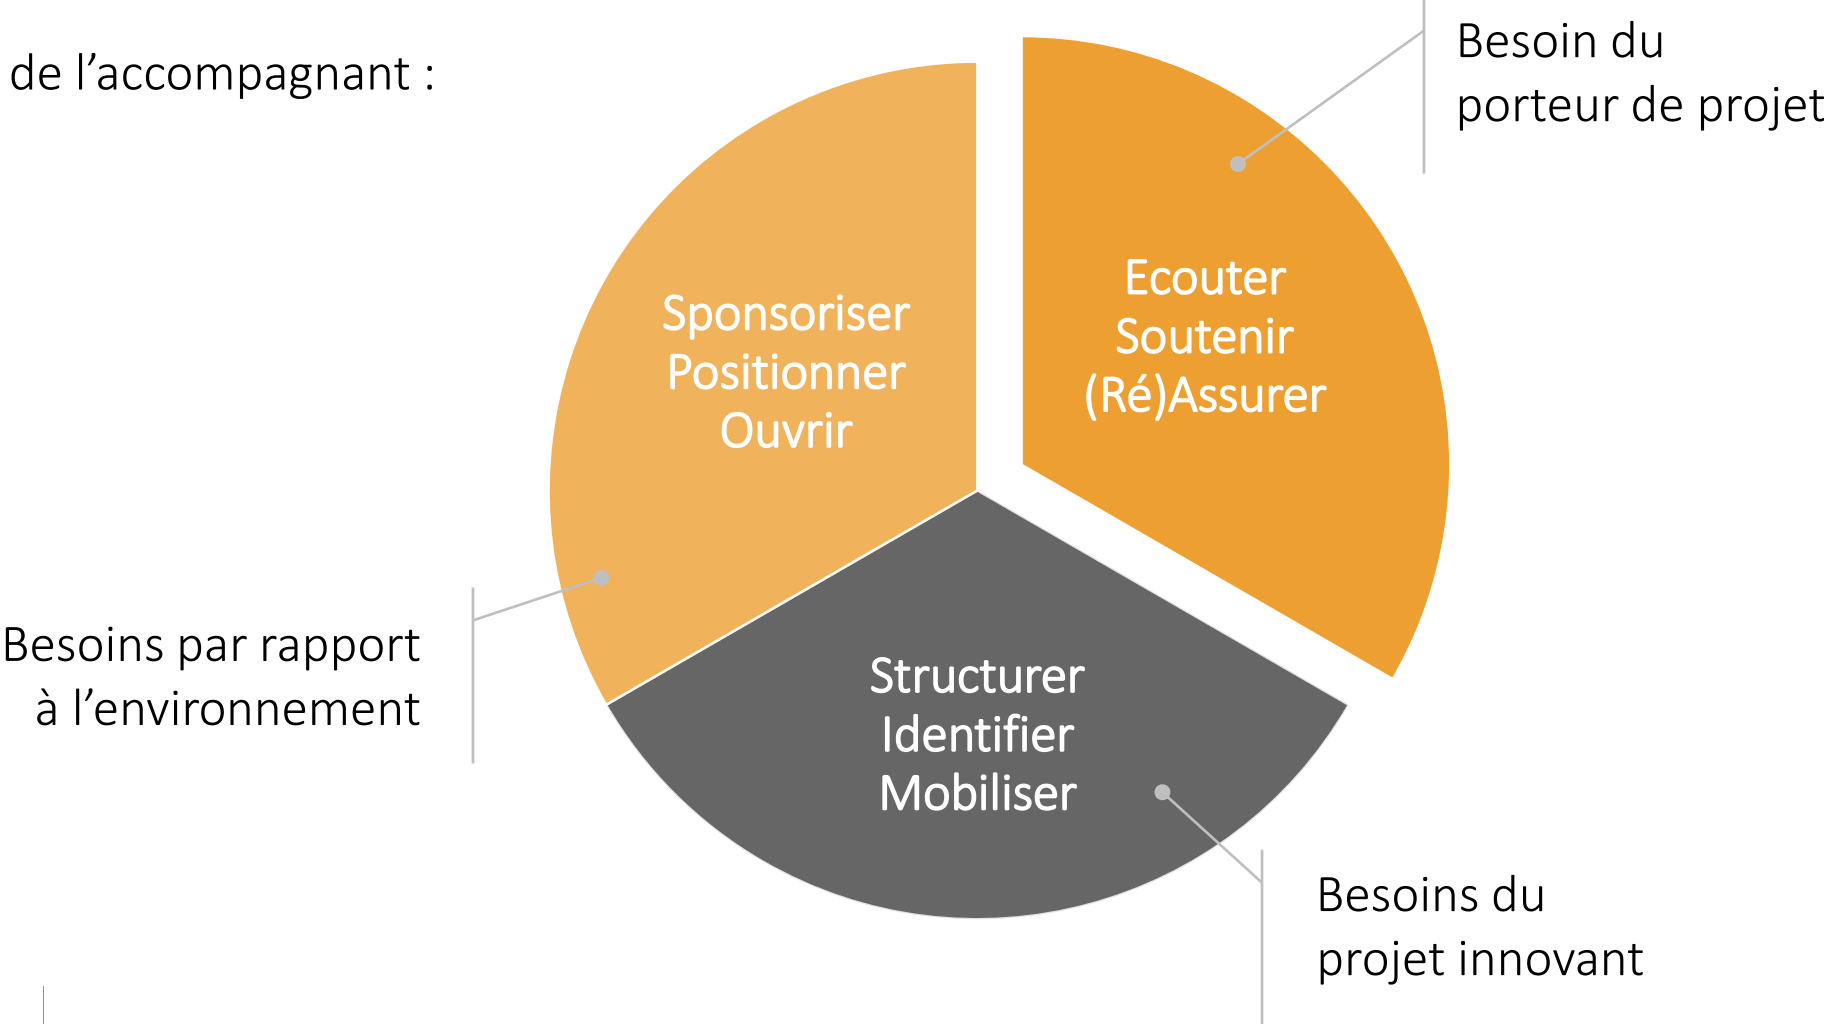 de l’accompagnant :
Besoin du
porteur de projet
Ecouter
Soutenir
(Ré)Assurer
Sponsoriser
Positionner
Ouvrir
Besoins par rapport
à l’environnement
Structurer
Identifier
Mobiliser
Besoins du
projet innovant